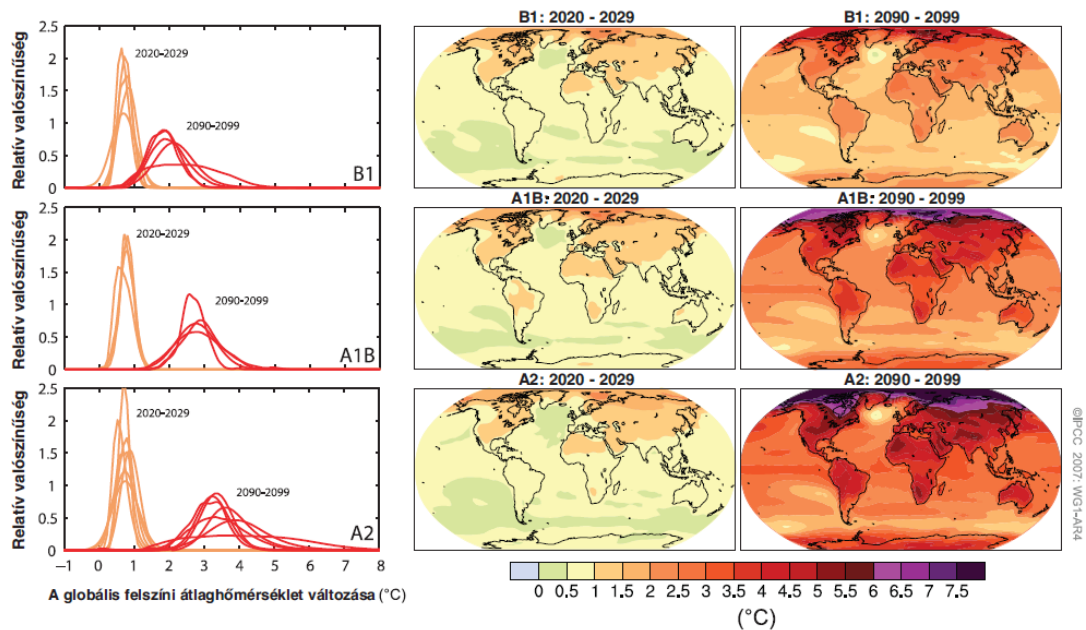 Relatív valószínűség
2.5
2
1.5
1
0.5
0
2020-2029
2090-2099
B1
Relatív valószínűség
2.5
2
1.5
1
0.5
0
2020-2029
2090-2099
A1B
Relatív valószínűség
2.5
2
1.5
1
0.5
0
2020-2029
2090-2099
A2
−1 0 1 2 3 4 5 6 7 8
A globális felszíni átlaghőmérséklet változása (°C)
B1: 2020 - 2029
B1: 2090 - 2099
A1B: 2020 - 2029
A1B: 2090 - 2099
A2: 2020 - 2029
A2: 2090 - 2099
0 0.5 1 1.5 2 2.5 3 3.5 4 4.5 5 5.5 6 6.5 7 7.5
(°C)
©IPCC 2007: WG1-AR4